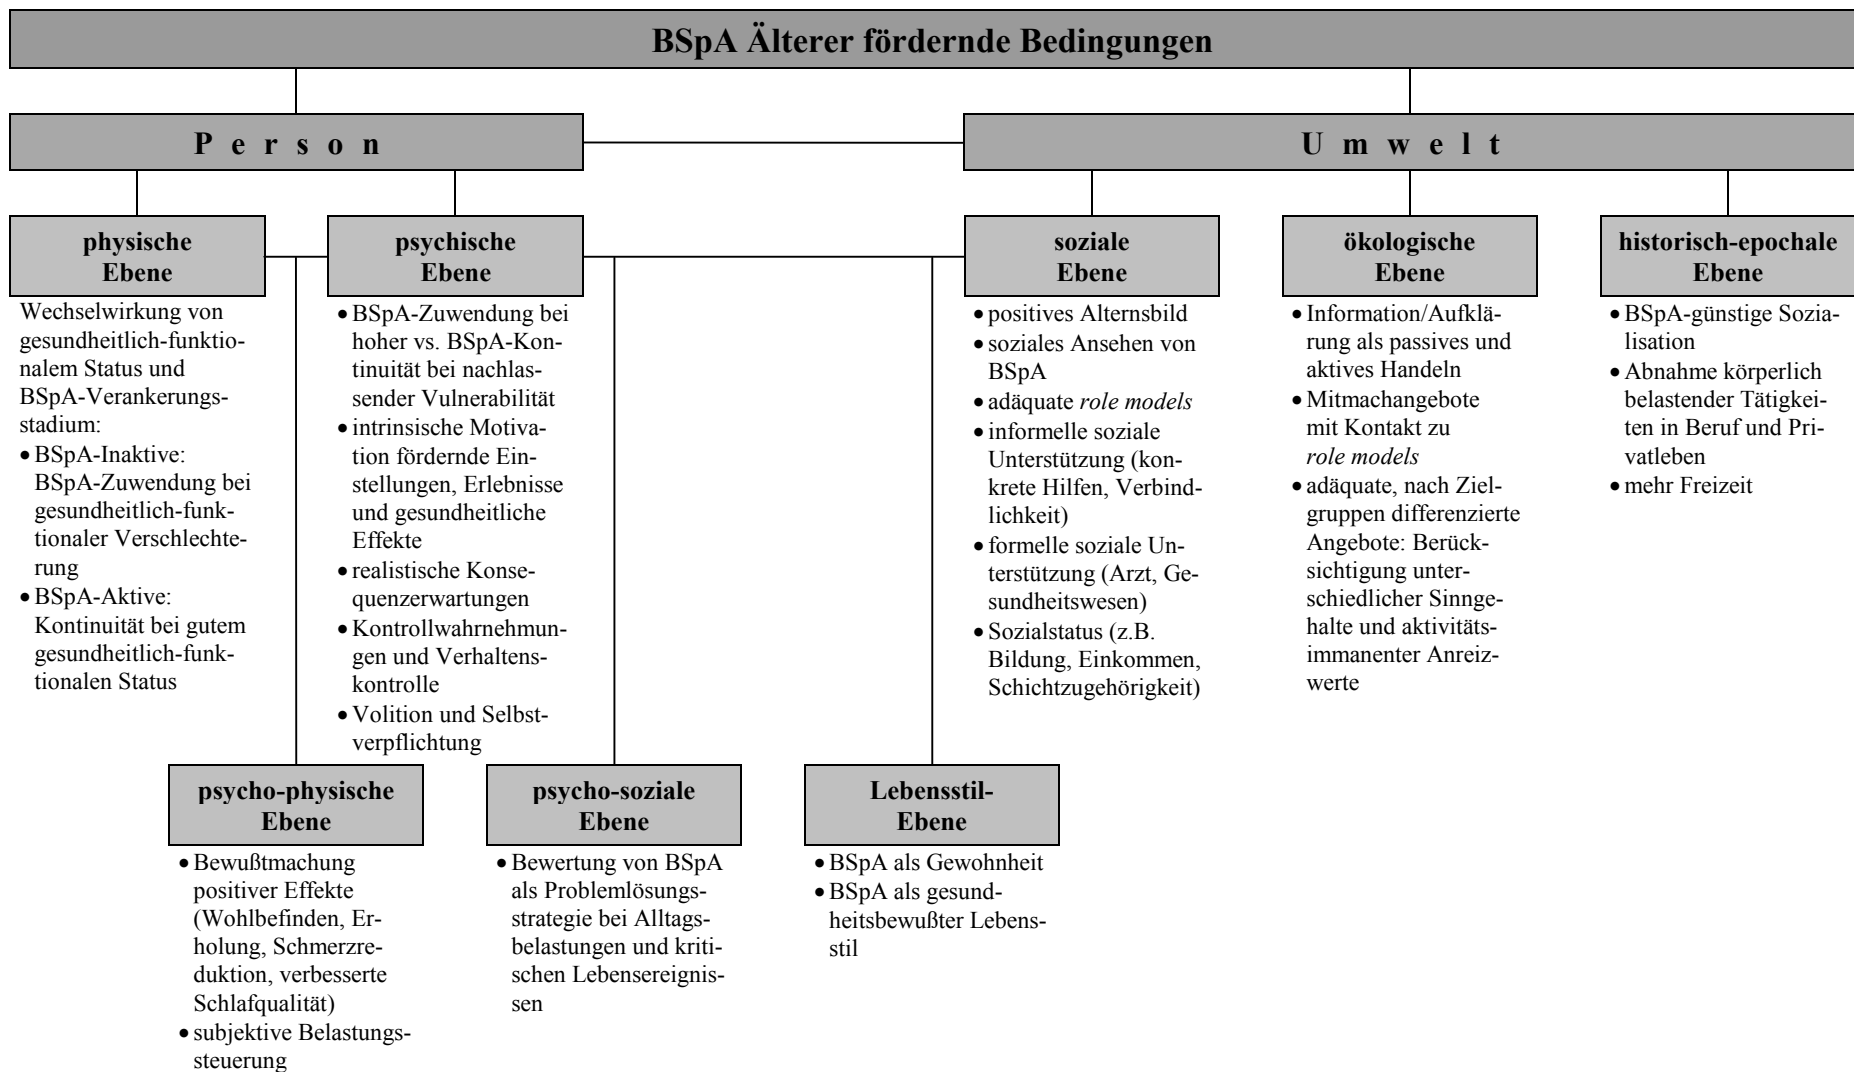 BSpA Älterer fördernde Bedingungen
P e r s o n
U m w e l t
physische
Ebene
Wechselwirkung von
gesundheitlich-funktio-
nalem Status und
BSpA-Verankerungs-
stadium:
• BSpA-Inaktive:
BSpA-Zuwendung bei
gesundheitlich-funk-
tionaler Verschlechte-
rung
• BSpA-Aktive:
Kontinuität bei gutem
gesundheitlich-funk-
tionalen Status
psychische
Ebene
• BSpA-Zuwendung bei
hoher vs. BSpA-Kon-
tinuität bei nachlas-
sender Vulnerabilität
• intrinsische Motiva-
tion fördernde Ein-
stellungen, Erlebnisse
und gesundheitliche
Effekte
• realistische Konse-
quenzerwartungen
• Kontrollwahrnehmun-
gen und Verhaltens-
kontrolle
• Volition und Selbst-
verpflichtung
soziale
Ebene
• positives Alternsbild
• soziales Ansehen von
BSpA
• adäquate role models
• informelle soziale
Unterstützung (kon-
krete Hilfen, Verbind-
lichkeit)
• formelle soziale Un-
terstützung (Arzt, Ge-
sundheitswesen)
• Sozialstatus (z.B.
Bildung, Einkommen,
Schichtzugehörigkeit)
ökologische
Ebene
• Information/Aufklä-
rung als passives und
aktives Handeln
• Mitmachangebote
mit Kontakt zu
role models
• adäquate, nach Ziel-
gruppen differenzierte
Angebote: Berück-
sichtigung unter-
schiedlicher Sinnge-
halte und aktivitäts-
immanenter Anreiz-
werte
historisch-epochale
Ebene
• BSpA-günstige Sozia-
lisation
• Abnahme körperlich
belastender Tätigkei-
ten in Beruf und Pri-
vatleben
• mehr Freizeit
psycho-physische
Ebene
• Bewußtmachung
positiver Effekte
(Wohlbefinden, Er-
holung, Schmerzre-
duktion, verbesserte
Schlafqualität)
• subjektive Belastungs-
steuerung
psycho-soziale
Ebene
• Bewertung von BSpA
als Problemlösungs-
strategie bei Alltags-
belastungen und kriti-
schen Lebensereignis-
sen
Lebensstil-
Ebene
• BSpA als Gewohnheit
• BSpA als gesund-
heitsbewußter Lebens-
stil